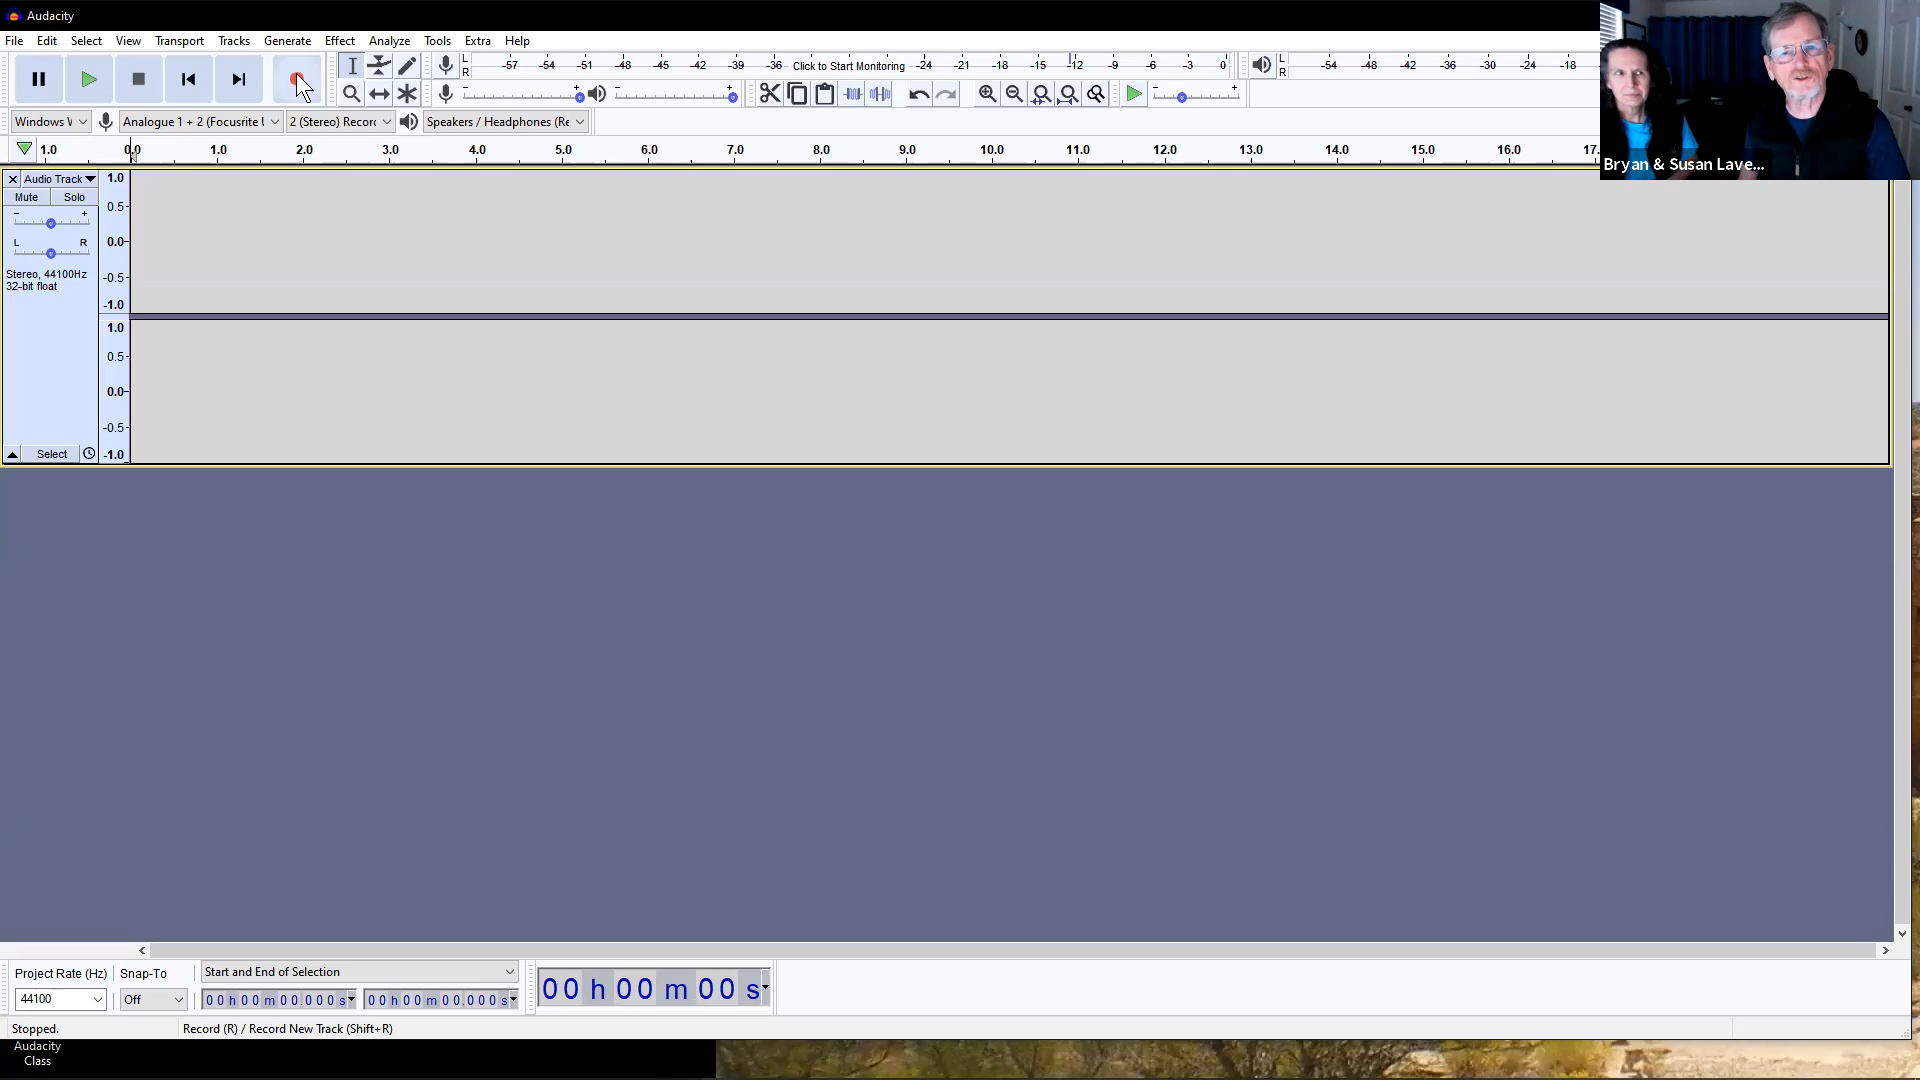 Audacity
File Edit Select View Transport Tracks Generate Effect Analyze Tools Extra Help
L R -57 -54 -51 -48 -45 -42 -39 -36 Click to Start Monitoring -24 -21 -18 -15 -12 -9 -6 -3 0 L R -54 -48 -42 -36 -30 -24 -18
Analogue 1 + 2 (Focusrite 2 (Stereo) Speakers / Headphones
1.0 0.0 1.0 2.0 3.0 4.0 5.0 6.0 7.0 8.0 9.0 10.0 11.0 12.0 13.0 14.0 15.0 16.0 17.
Bryan & Susan Lave...
Audio Track 1.0
Mute Solo
- + 0.5
L R 0.0
Stereo, 44100Hz -0.5
32-bit float
-1.0
1.0
0.5
0.0
-0.5
Select -1.0
Project Rate (Hz) Snap-To Start and End of Selection
44100 Off 00 h 00 m 00.000 s 00 h 00 m 00.000 s 00 h 00 m 00 s
Stopped. Record (R) / Record New Track (Shift+R)
Audacity
Class